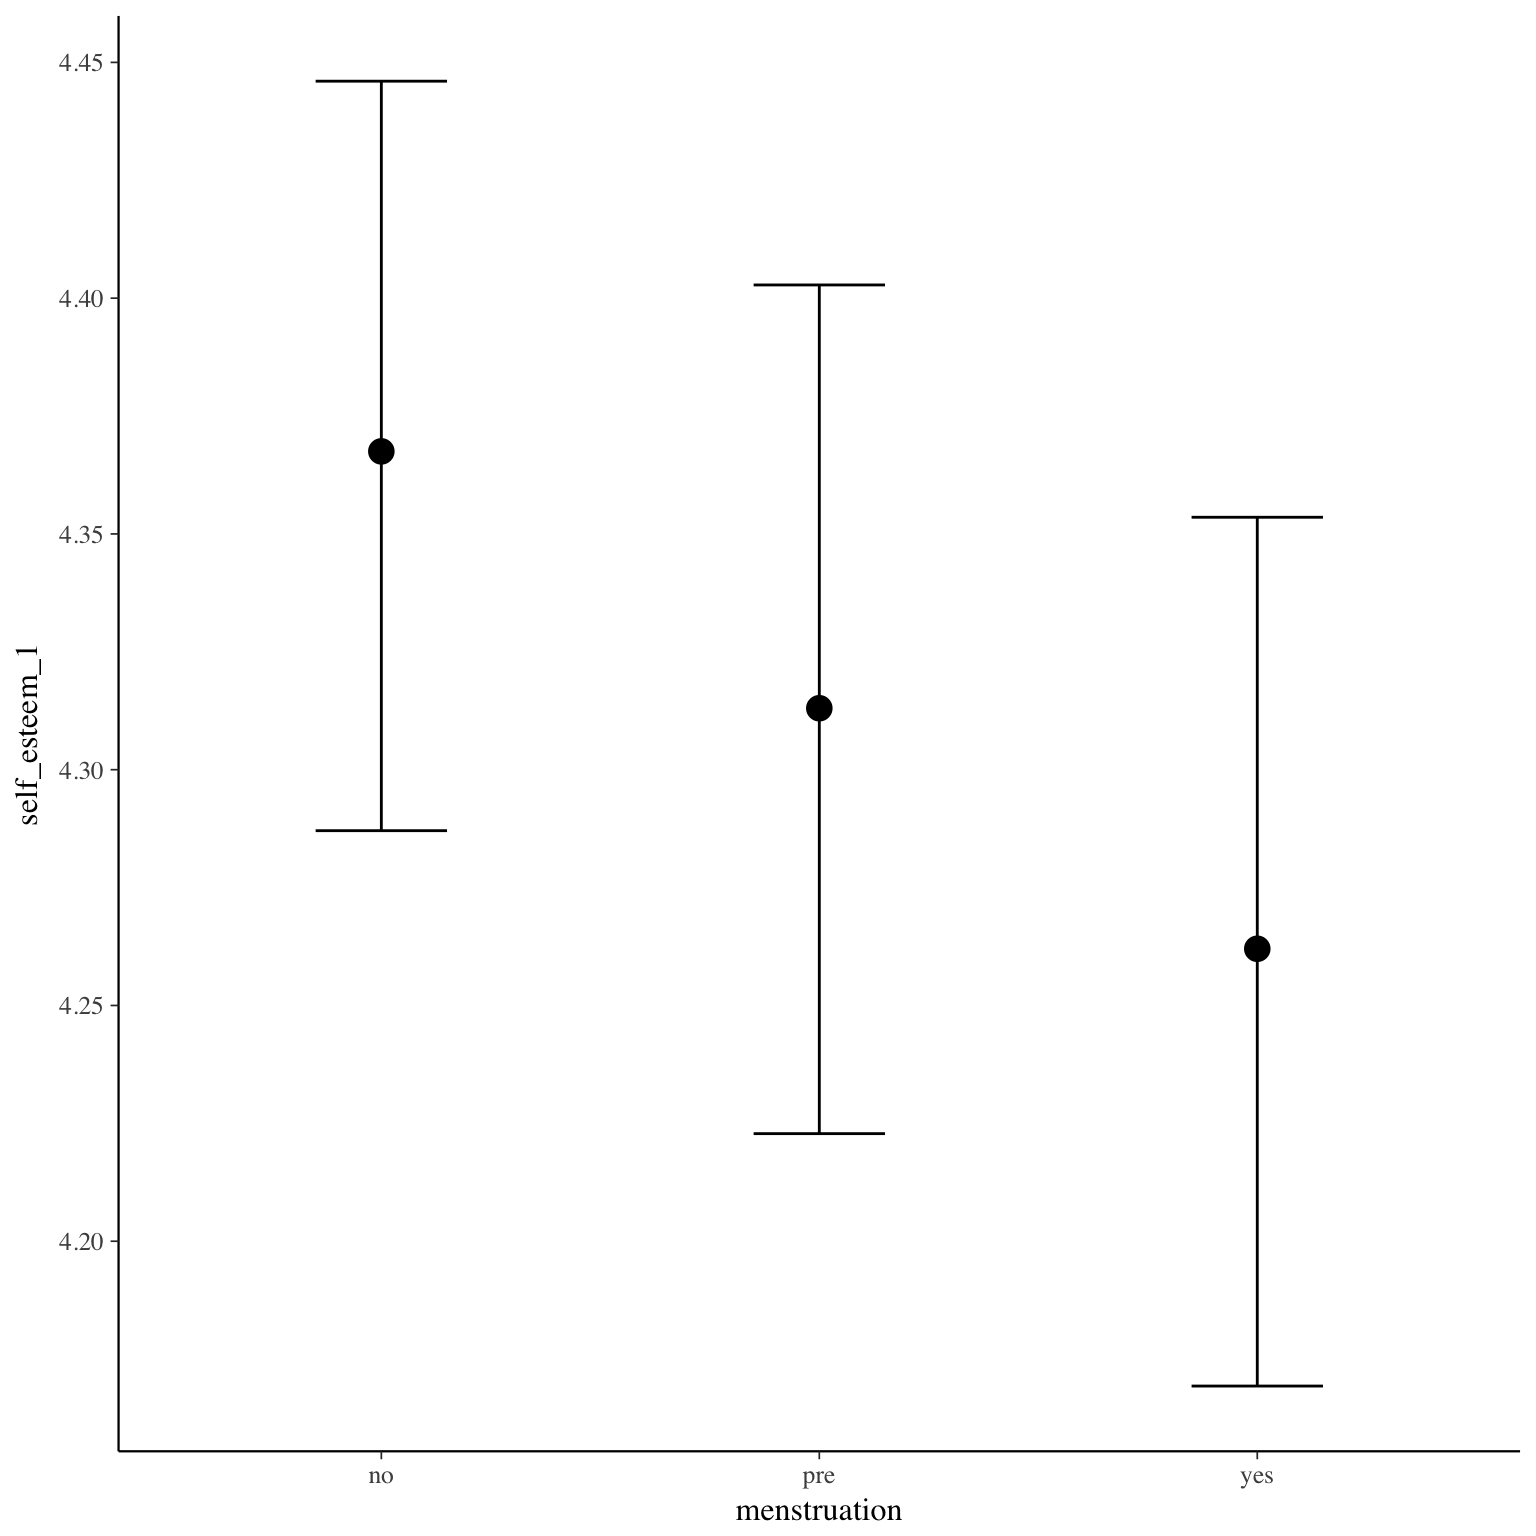 4.45
4.40
4.35
4.30
4.25
4.20
self_esteem_1
no pre yes
menstruation